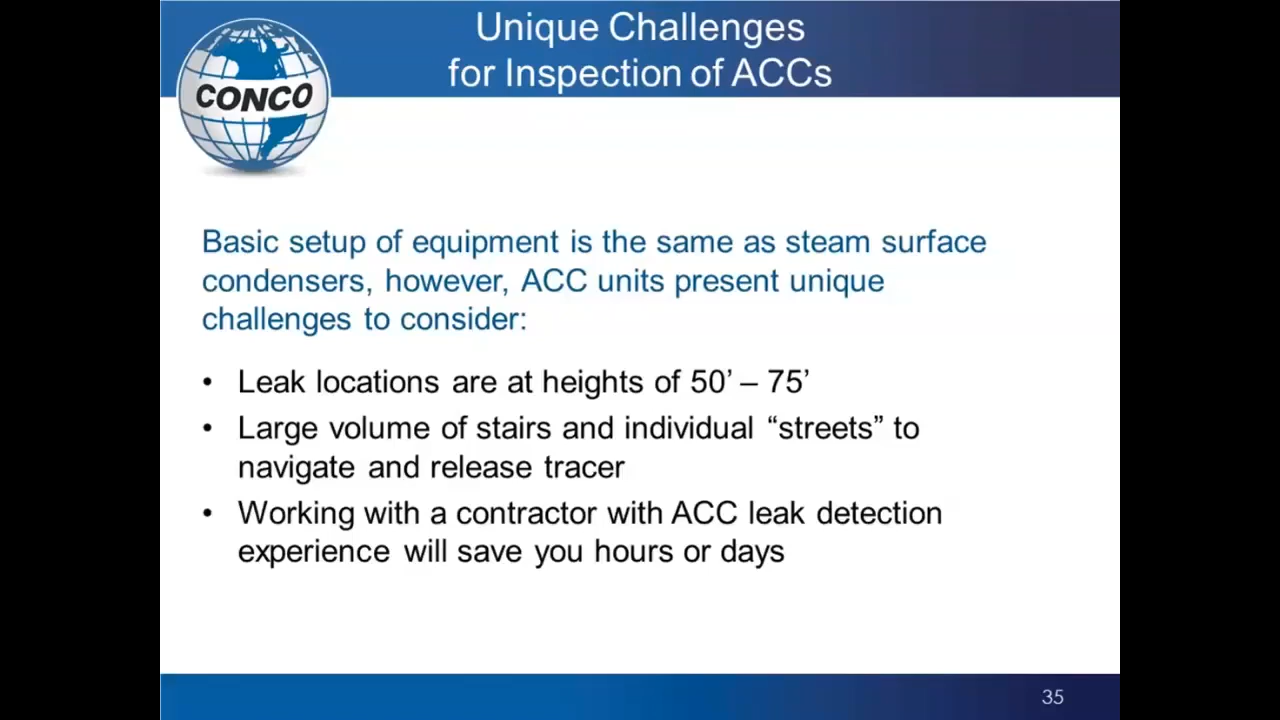 Unique Challenges
for Inspection of ACCs
CONCO
Basic setup of equipment is the same as steam surface
condensers, however, ACC units present unique
challenges to consider:
• Leak locations are at heights of 50’ – 75’
• Large volume of stairs and individual “streets” to
navigate and release tracer
• Working with a contractor with ACC leak detection
experience will save you hours or days
35